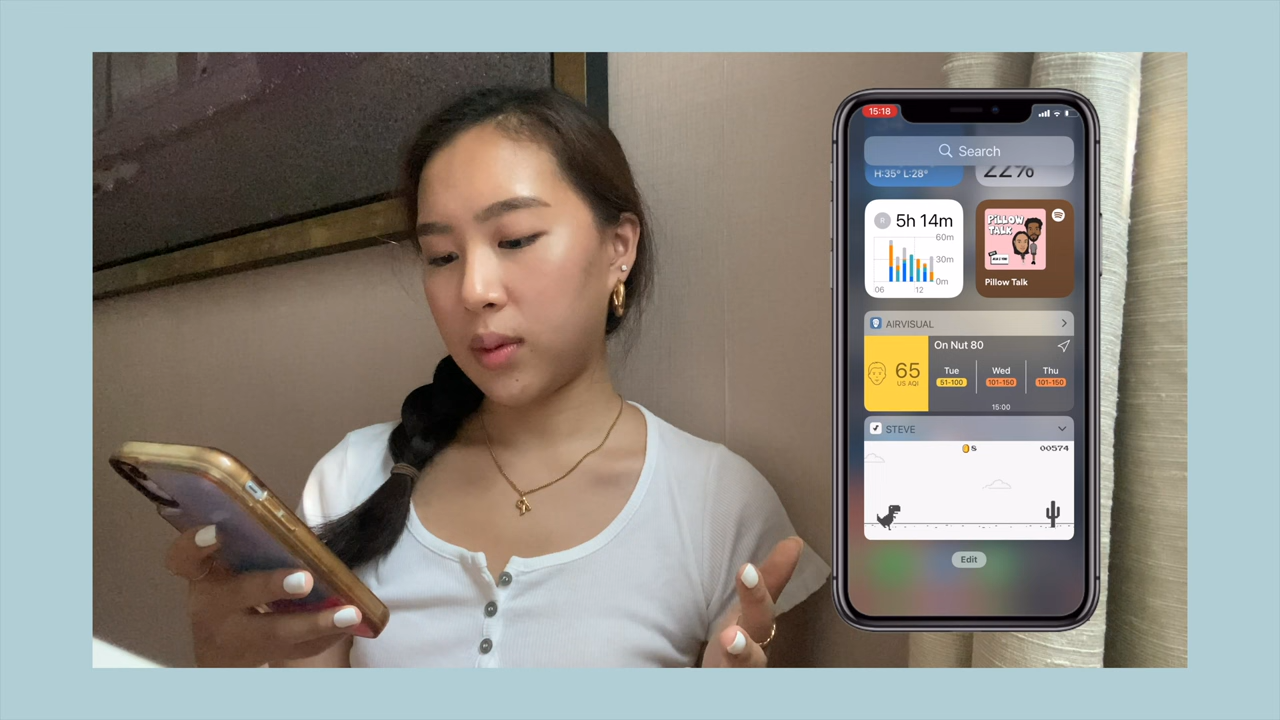 15:18
Search
H:35° L:28°
22%
5h 14m
60m
30m
0m
06
12
PILLOW
TALK
Pillow Talk
AIRVISUAL
On Nut 80
65
US AQI
Tue
Wed
Thu
51-100
101-150
101-150
15:00
STEVE
8
00574
Edit